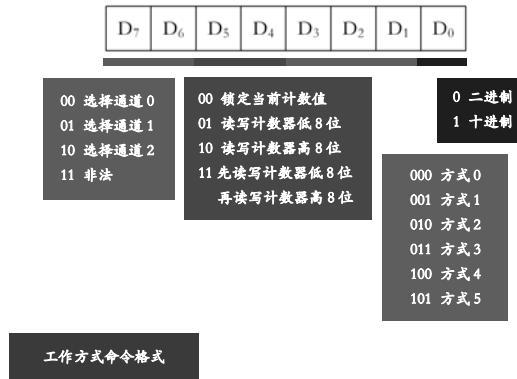 D7 D6 D5 D4 D3 D2 D1 D0
00 选择通道0
01 选择通道1
10 选择通道2
11 非法
00 锁定当前计数值
01 读写计数器低8位
10 读写计数器高8位
11 先读写计数器低8位
再读写计数器高8位
0 二进制
1 十进制
000 方式0
001 方式1
010 方式2
011 方式3
100 方式4
101 方式5
工作方式命令格式